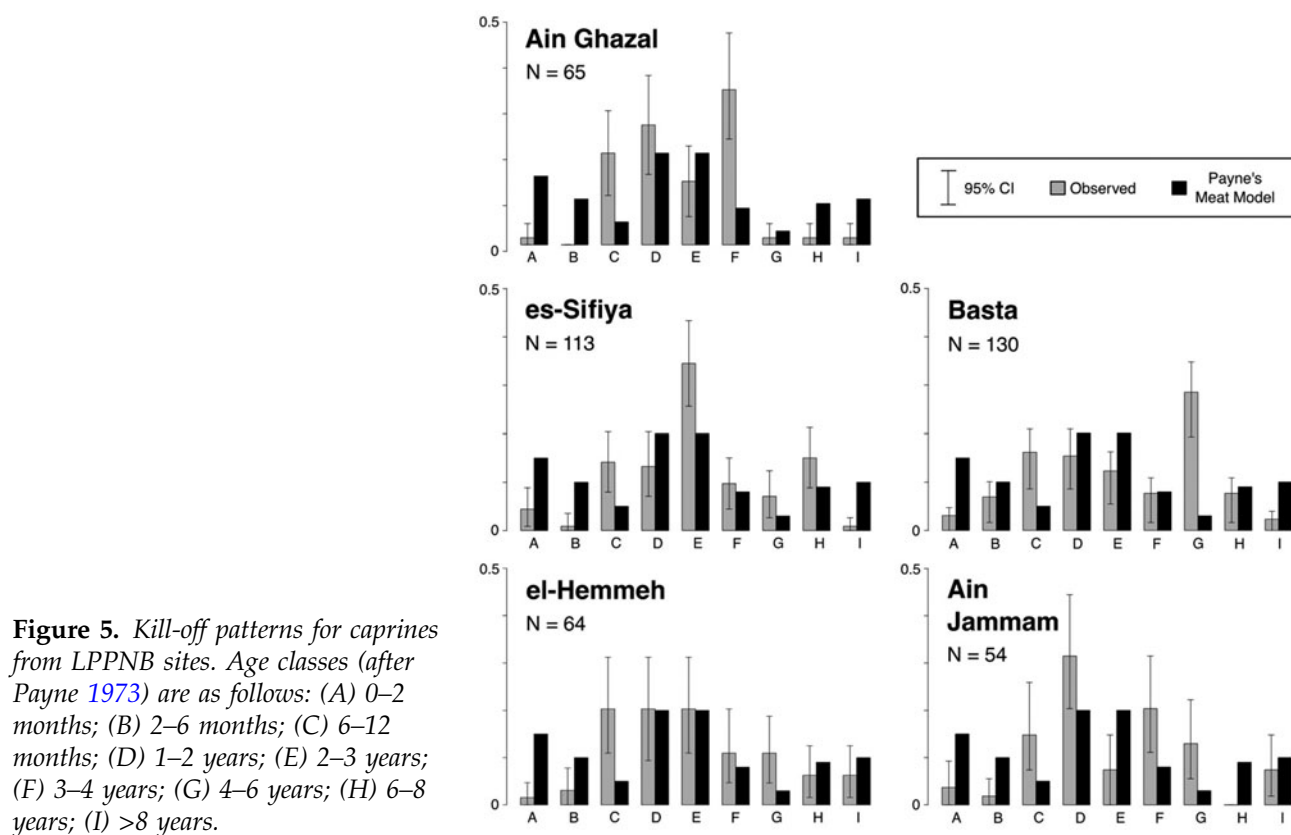 0.5
Ain Ghazal
N = 65
0
A B C D E F G H I
95% CI Observed Payne's
Meat Model
0.5
es-Sifiya
N = 113
0
A B C D E F G H I
0.5
Basta
N = 130
0
A B C D E F G H I
0.5
el-Hemmeh
N = 64
0
A B C D E F G H I
0.5
Ain
Jammam
N = 54
0
A B C D E F G H I
Figure 5. Kill-off patterns for caprines
from LPPNB sites. Age classes (after
Payne 1973) are as follows: (A) 0–2
months; (B) 2–6 months; (C) 6–12
months; (D) 1–2 years; (E) 2–3 years;
(F) 3–4 years; (G) 4–6 years; (H) 6–8
years; (I) >8 years.